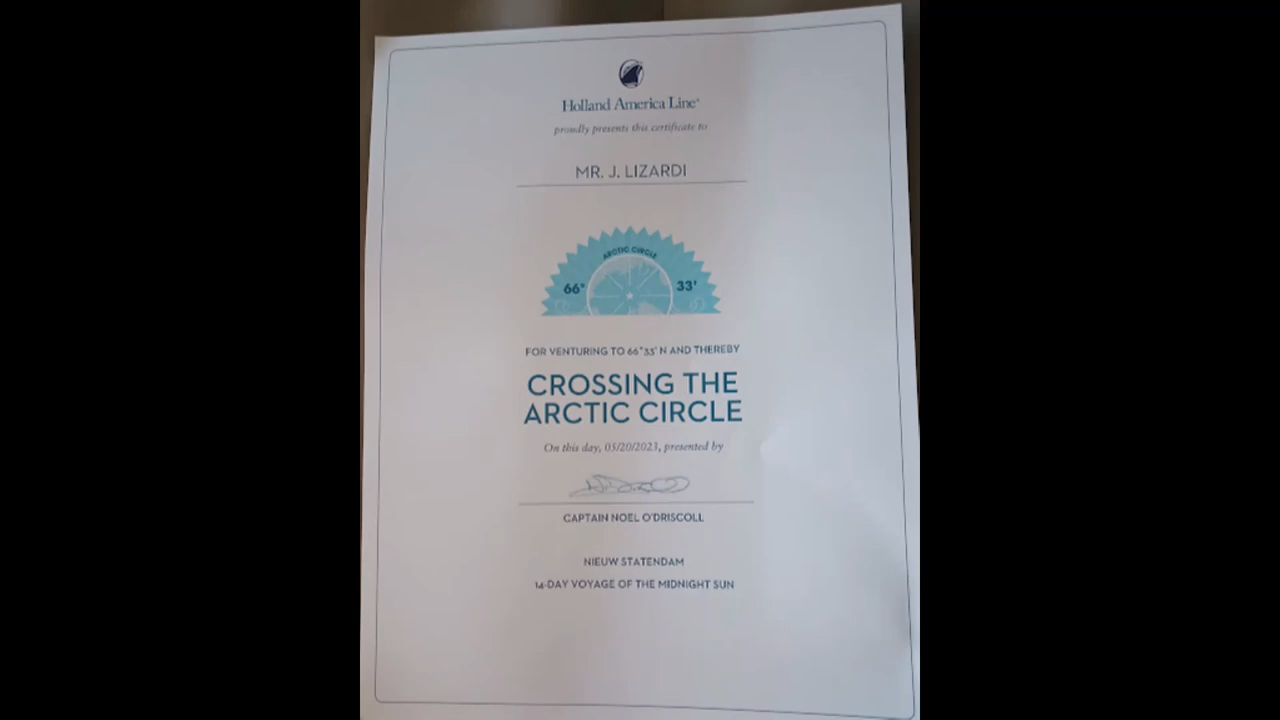 Holland America Line®
proudly presents this certificate to
MR. J. LIZARDI
ARCTIC CIRCLE
66° 33'
FOR VENTURING TO 66°33' N AND THEREBY
CROSSING THE
ARCTIC CIRCLE
On this day, 05/20/2023, presented by
CAPTAIN NOEL O'DRISCOLL
NIEUW STATENDAM
14-DAY VOYAGE OF THE MIDNIGHT SUN